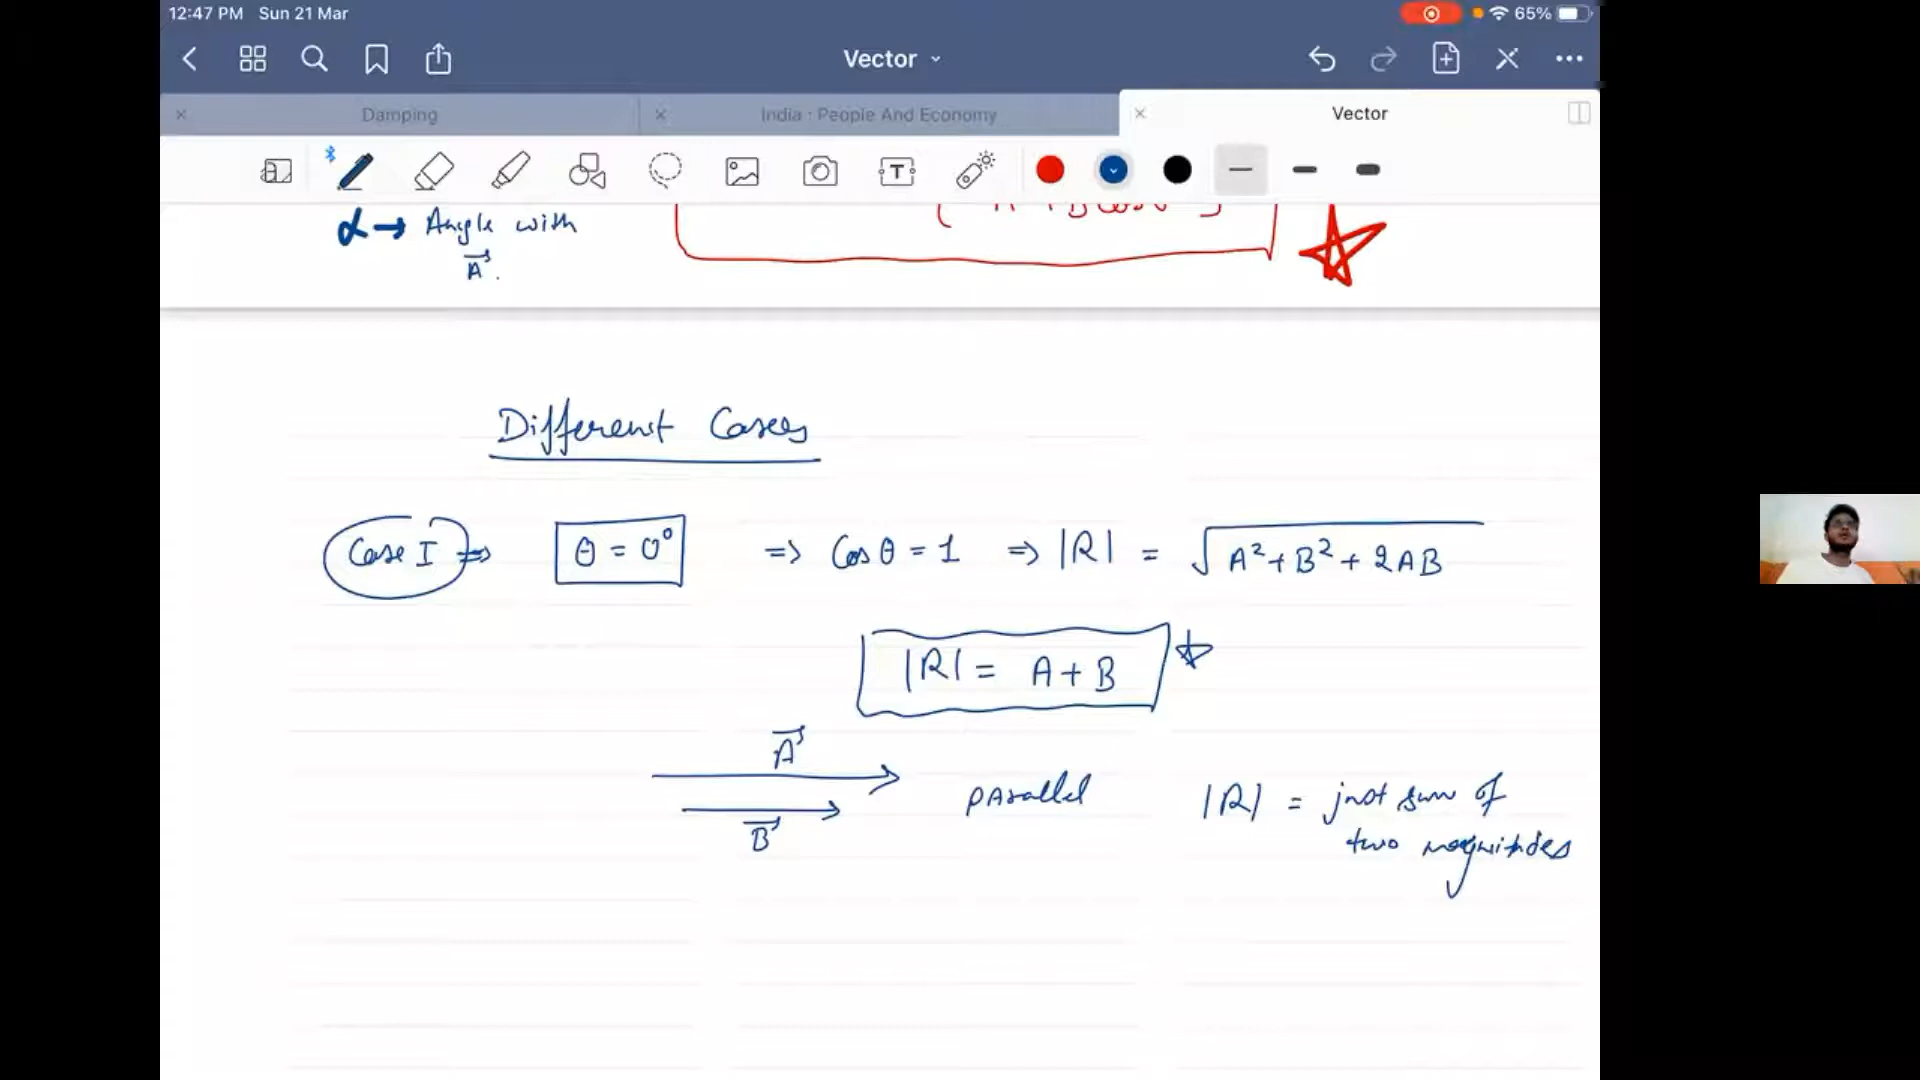 12:47 PM Sun 21 Mar
65%
Vector
Damping
India : People And Economy
Vector
α → Angle with
A⃗.
Different Cases
Case I ⇒ θ = 0° ⇒ Cos θ = 1 ⇒ |R| = √A²+B²+2AB
|R| = A+B
A⃗
B⃗
parallel
|R| = just sum of
two magnitudes